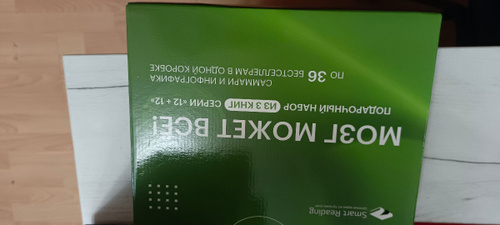 Smart Reading
МОЗГ МОЖЕТ ВСЕ!
ПОДАРОЧНЫЙ НАБОР ИЗ 3 КНИГ СЕРИИ «12 + 12»
САММАРИ И ИНФОГРАФИКА
ПО 36 БЕСТСЕЛЛЕРАМ В ОДНОЙ КОРОБКЕ